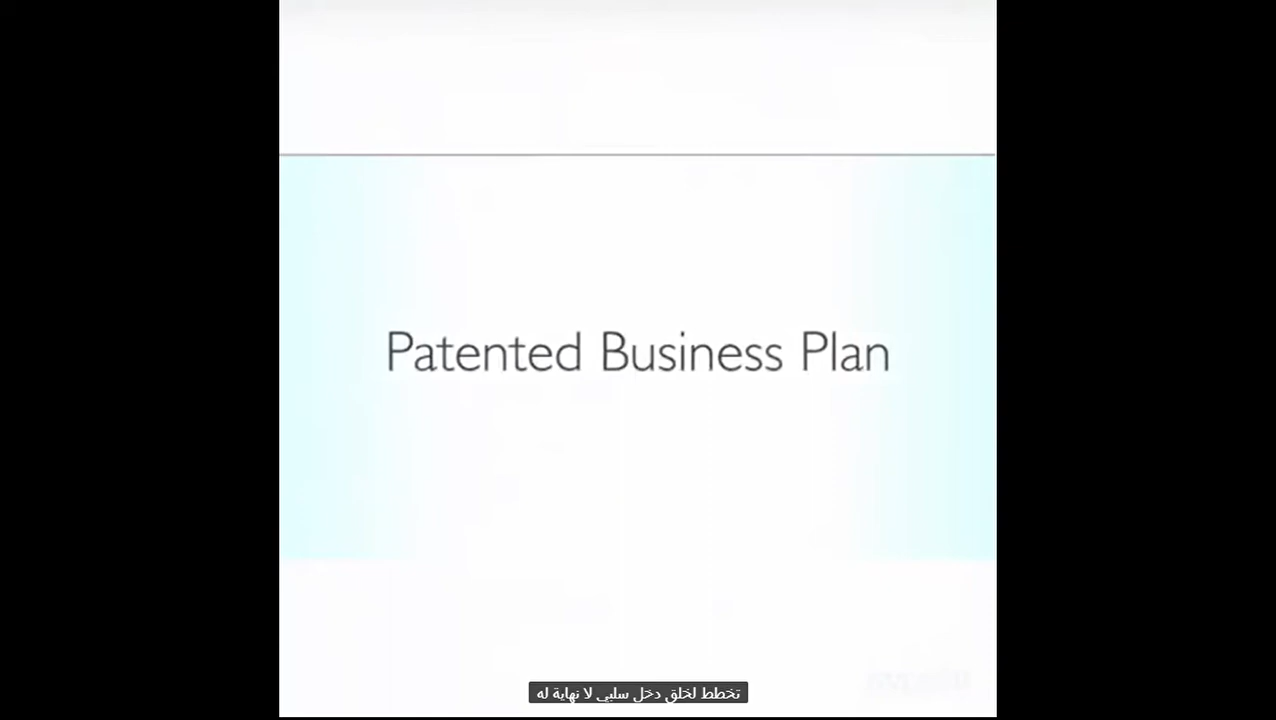 Patented Business Plan
تخطط لخلق دخل سلبي لا نهاية له